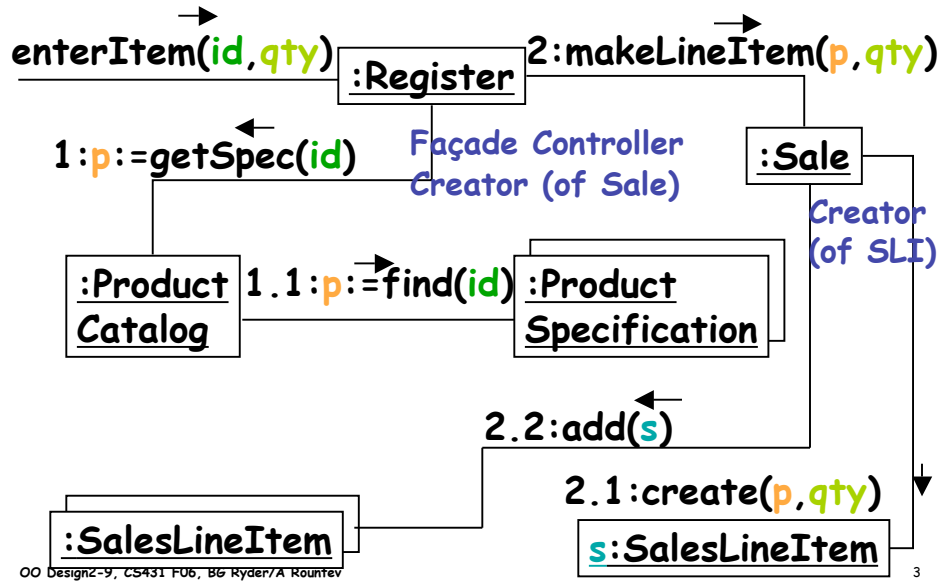 enterItem(id,qty)
:Register
2:makeLineItem(p,qty)
1:p:=getSpec(id)
Façade Controller
Creator (of Sale)
:Sale
Creator
(of SLI)
:Product
Catalog
1.1:p:=find(id)
:Product
Specification
2.2:add(s)
2.1:create(p,qty)
:SalesLineItem
s:SalesLineItem
OO Design2-9, CS431 F06, BG Ryder/A Rountev
3